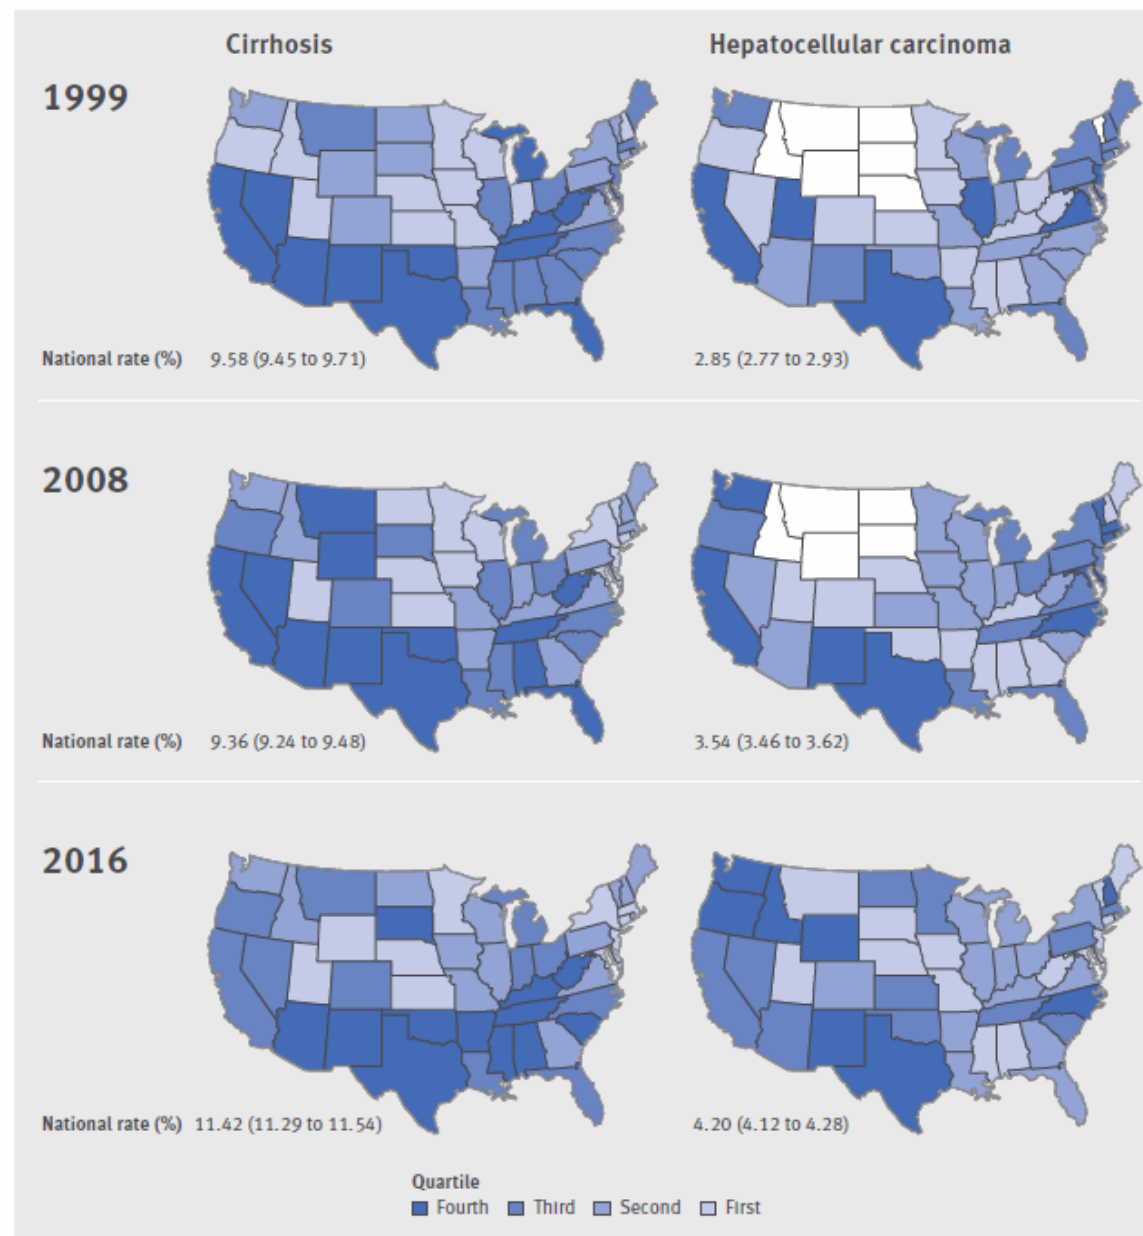 Cirrhosis
Hepatocellular carcinoma
1999
National rate (%) 9.58 (9.45 to 9.71)
2.85 (2.77 to 2.93)
2008
National rate (%) 9.36 (9.24 to 9.48)
3.54 (3.46 to 3.62)
2016
National rate (%) 11.42 (11.29 to 11.54)
4.20 (4.12 to 4.28)
Quartile
Fourth Third Second First